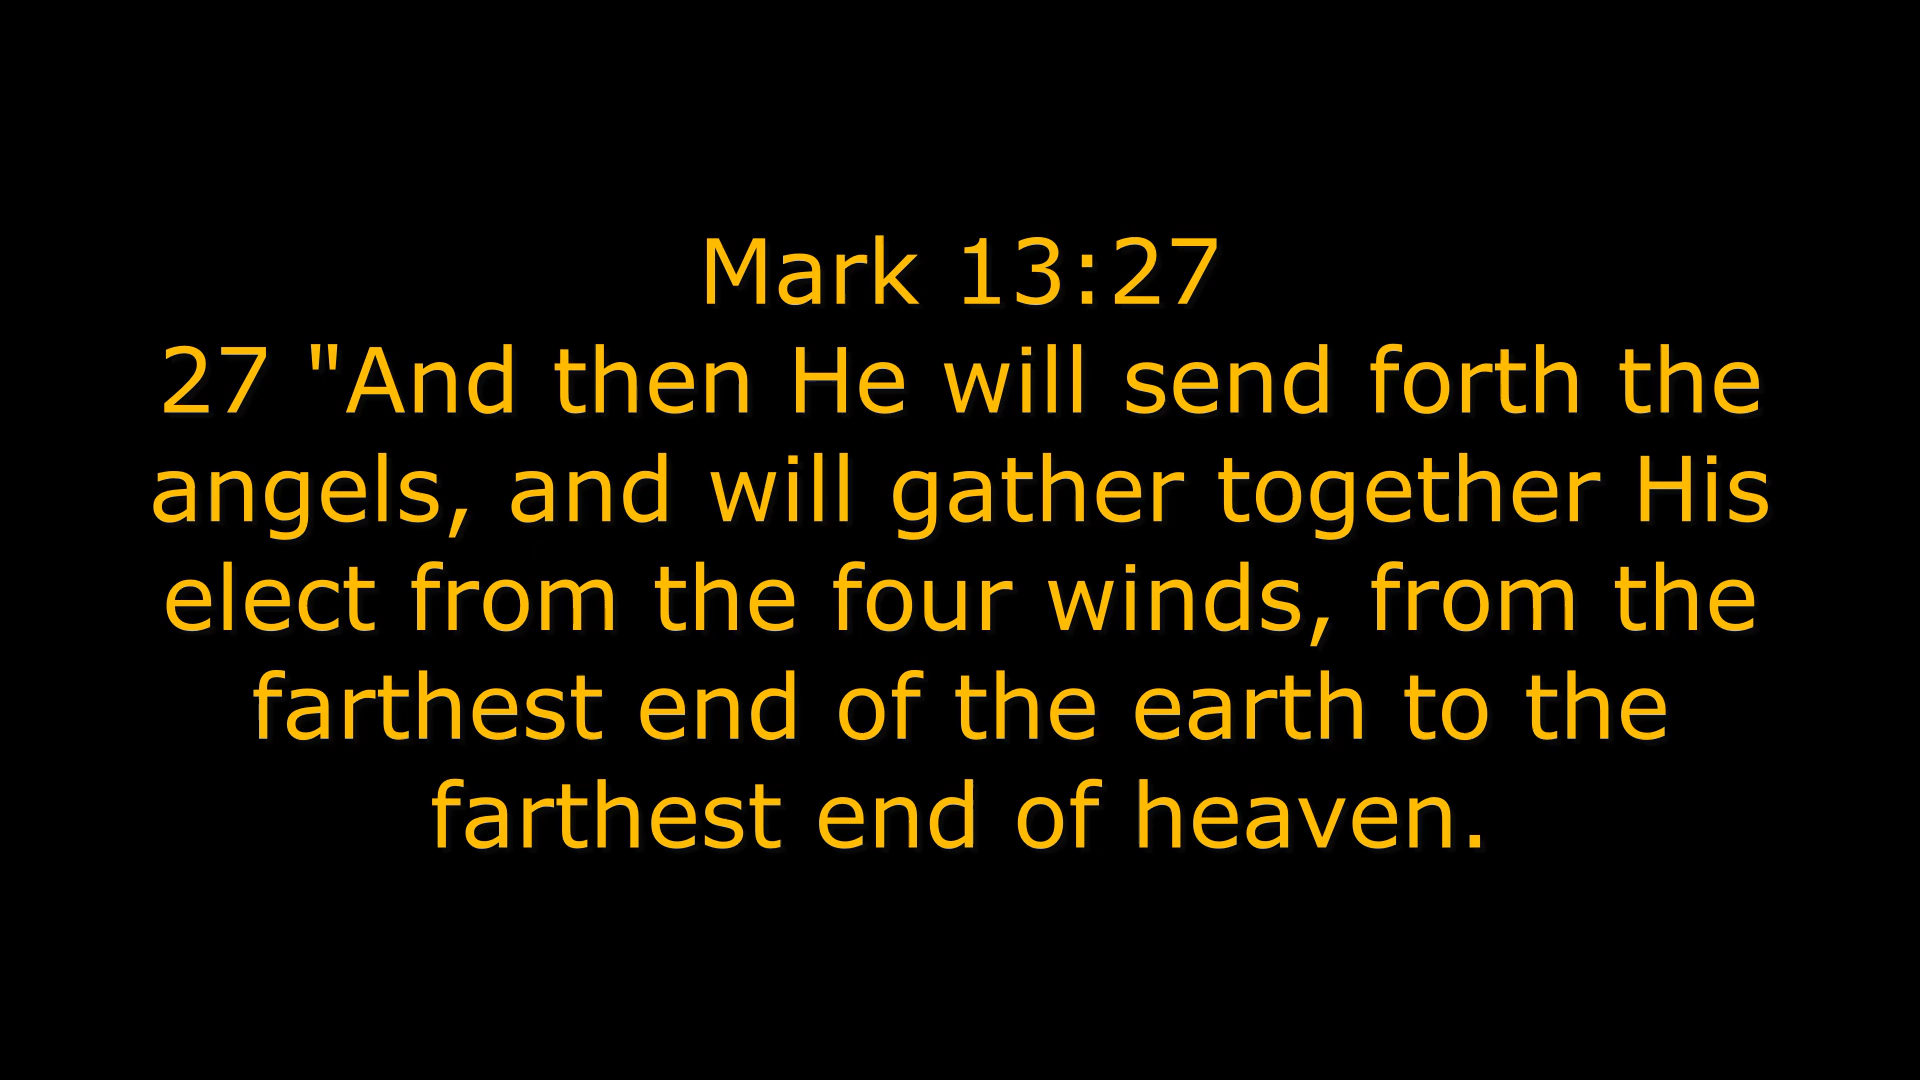 Mark 13:27
27 "And then He will send forth the
angels, and will gather together His
elect from the four winds, from the
farthest end of the earth to the
farthest end of heaven.